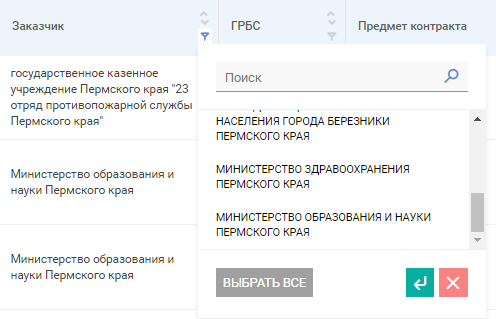 Заказчик
ГРБС
Предмет контракта
государственное казенное
учреждение Пермского края "23
отряд противопожарной службы
Пермского края"
Министерство образования и
науки Пермского края
Министерство образования и
науки Пермского края
Поиск
НАСЕЛЕНИЯ ГОРОДА БЕРЕЗНИКИ
ПЕРМСКОГО КРАЯ
МИНИСТЕРСТВО ЗДРАВООХРАНЕНИЯ
ПЕРМСКОГО КРАЯ
МИНИСТЕРСТВО ОБРАЗОВАНИЯ И НАУКИ
ПЕРМСКОГО КРАЯ
ВЫБРАТЬ ВСЕ